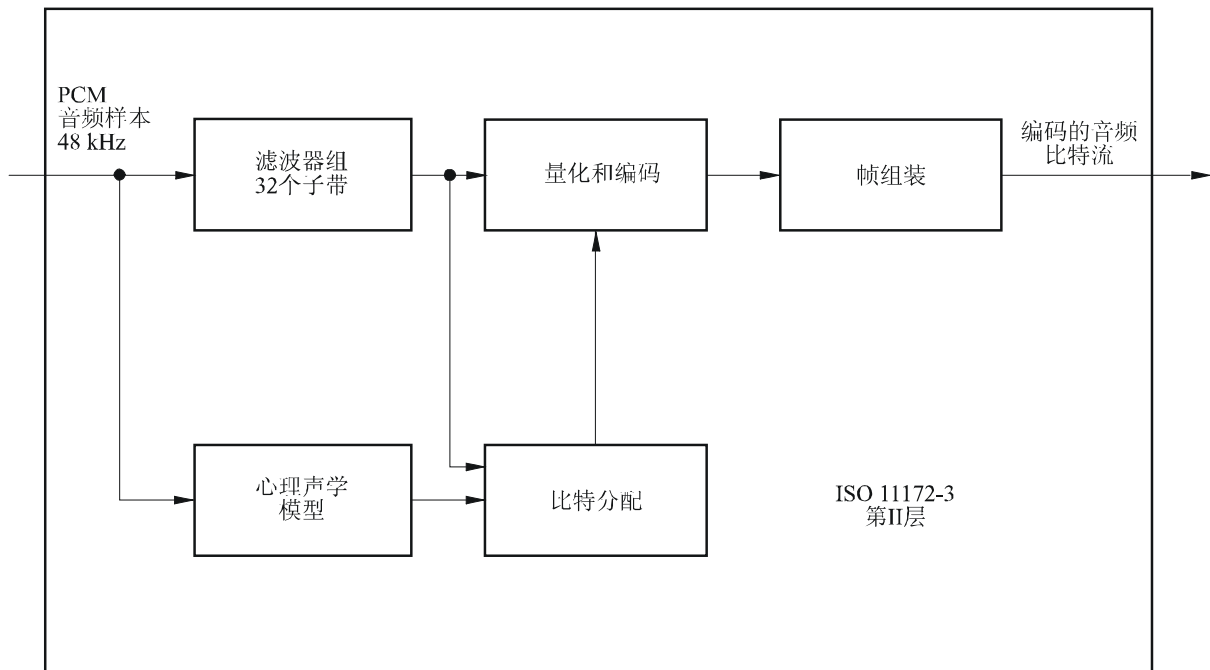 PCM
音频样本
48 kHz
滤波器组
32个子带
量化和编码
帧组装
编码的音频
比特流
心理声学
模型
比特分配
ISO 11172-3
第II层